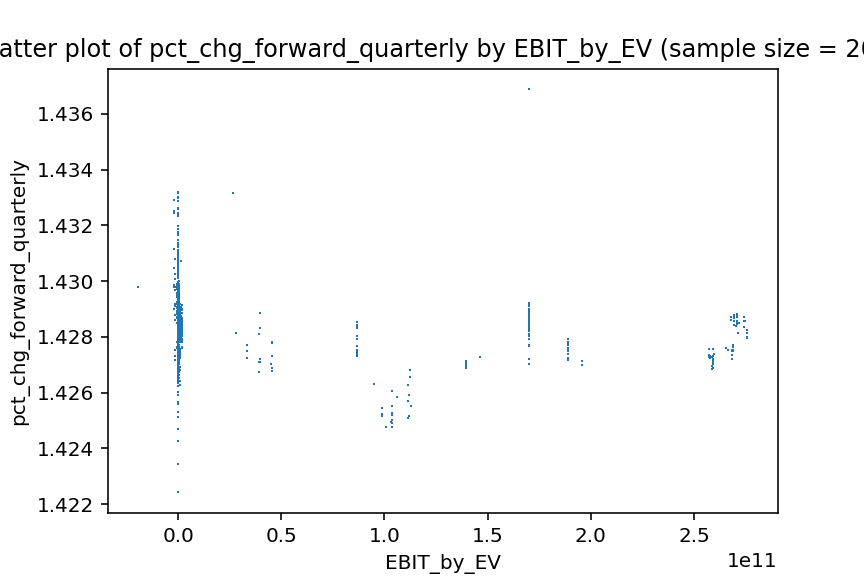 atter plot of pct_chg_forward_quarterly by EBIT_by_EV (sample size = 20
pct_chg_forward_quarterly
1.436
1.434
1.432
1.430
1.428
1.426
1.424
1.422
0.0 0.5 1.0 1.5 2.0 2.5
1e11
EBIT_by_EV